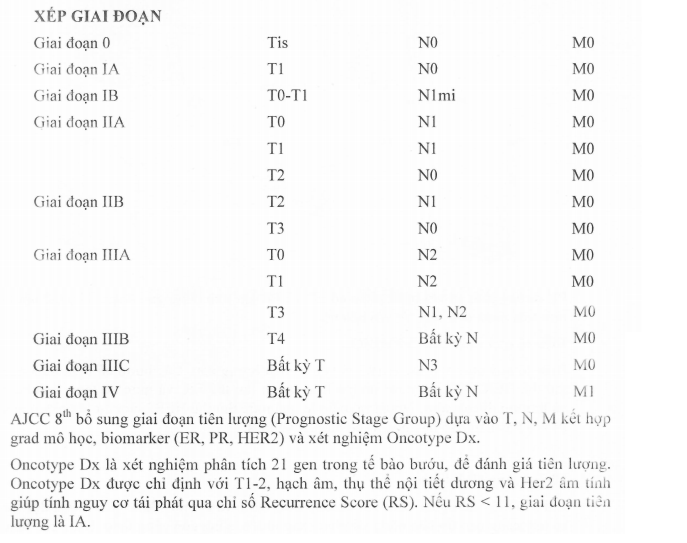 XẾP GIAI ĐOẠN
Giai đoạn 0 Tis N0 M0
Giai đoạn IA T1 N0 M0
Giai đoạn IB T0-T1 N1mi M0
Giai đoạn IIA T0 N1 M0
T1 N1 M0
T2 N0 M0
Giai đoạn IIB T2 N1 M0
T3 N0 M0
Giai đoạn IIIA T0 N2 M0
T1 N2 M0
T3 N1, N2 M0
Giai đoạn IIIB T4 Bất kỳ N M0
Giai đoạn IIIC Bất kỳ T N3 M0
Giai đoạn IV Bất kỳ T Bất kỳ N M1
AJCC 8th bổ sung giai đoạn tiên lượng (Prognostic Stage Group) dựa vào T, N, M kết hợp
grad mô học, biomarker (ER, PR, HER2) và xét nghiệm Oncotype Dx.
Oncotype Dx là xét nghiệm phân tích 21 gen trong tế bào bướu, để đánh giá tiên lượng.
Oncotype Dx được chỉ định với T1-2, hạch âm, thụ thể nội tiết dương và Her2 âm tính
giúp tính nguy cơ tái phát qua chỉ số Recurrence Score (RS). Nếu RS < 11, giai đoạn tiên
lượng là IA.